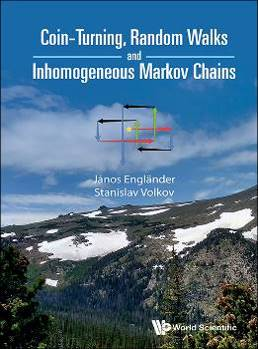 Coin-Turning, Random Walks
and
Inhomogeneous Markov Chains
János Engländer
Stanislav Volkov
World Scientific